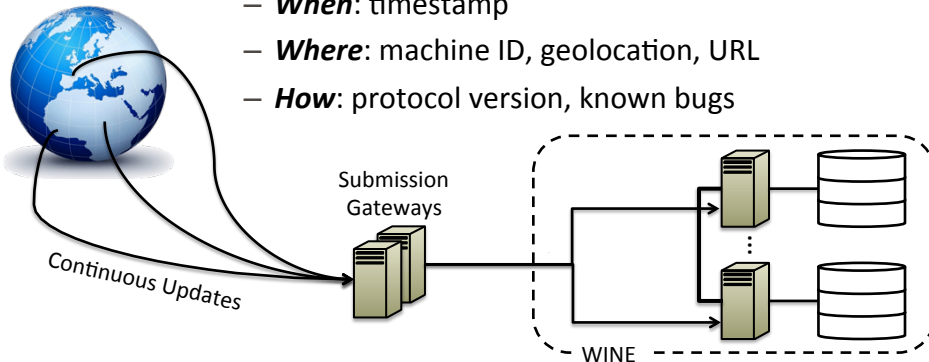 – When: timestamp
– Where: machine ID, geolocation, URL
– How: protocol version, known bugs
Submission
Gateways
Continuous Updates
⋮
WINE